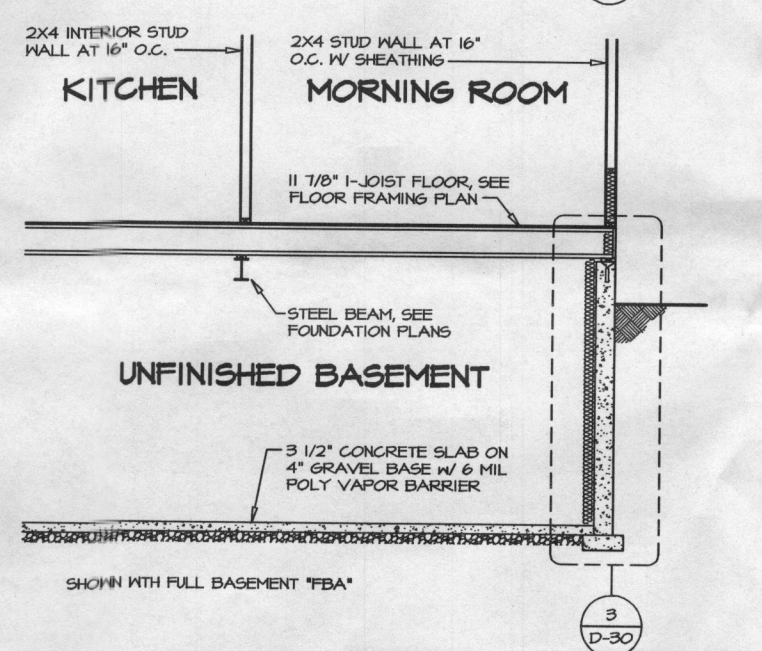 2X4 INTERIOR STUD
WALL AT 16" O.C.
2X4 STUD WALL AT 16"
O.C. W/ SHEATHING
KITCHEN
MORNING ROOM
11 7/8" I-JOIST FLOOR, SEE
FLOOR FRAMING PLAN
STEEL BEAM, SEE
FOUNDATION PLANS
UNFINISHED BASEMENT
3 1/2" CONCRETE SLAB ON
4" GRAVEL BASE W/ 6 MIL
POLY VAPOR BARRIER
SHOWN WTH FULL BASEMENT "FBA"
3
D-30